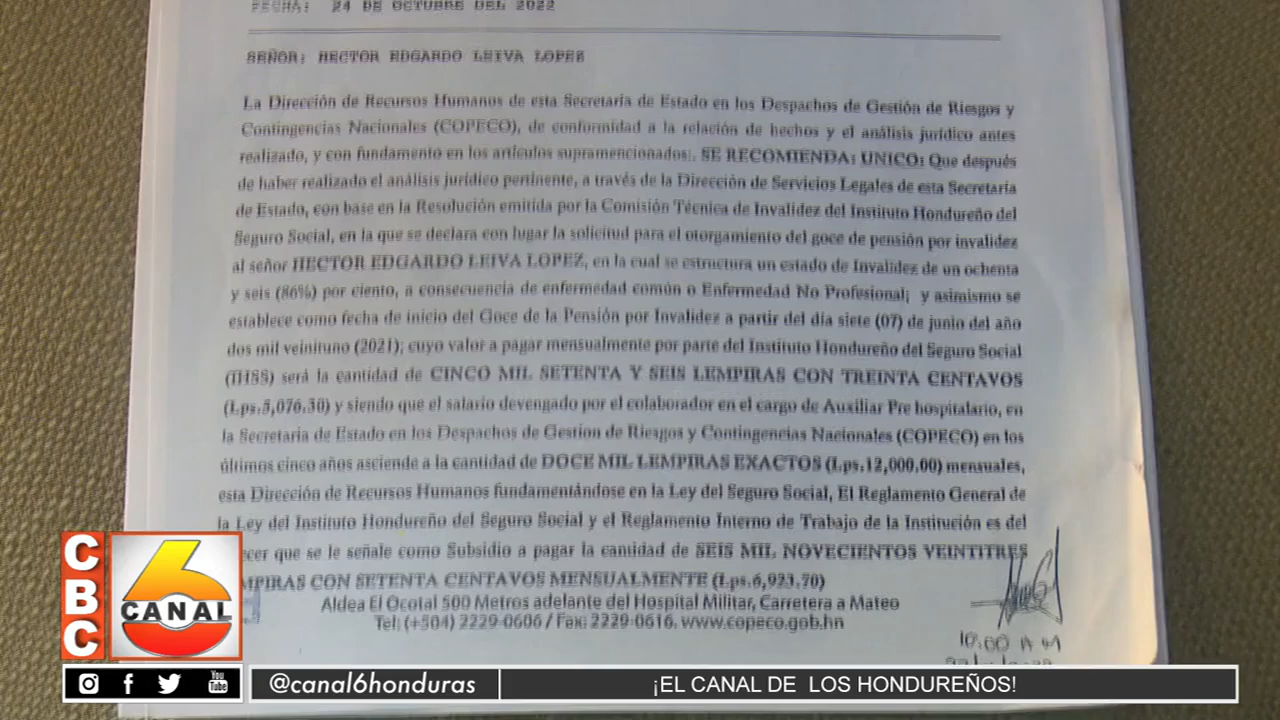 FECHA: 24 DE OCTUBRE DEL 2022
SEÑOR: HECTOR EDGARDO LEIVA LOPEZ
La Dirección de Recursos Humanos de esta Secretaria de Estado en los Despachos de Gestión de Riesgos y
Contingencias Nacionales (COPECO), de conformidad a la relación de hechos y el análisis jurídico antes
realizado, y con fundamento en los artículos supramencionados:. SE RECOMIENDA: UNICO: Que después
de haber realizado el análisis jurídico pertinente, a través de la Dirección de Servicios Legales de esta Secretaría
de Estado, con base en la Resolución emitida por la Comisión Técnica de Invalidez del Instituto Hondureño del
Seguro Social, en la que se declara con lugar la solicitud para el otorgamiento del goce de pensión por invalidez
al señor HECTOR EDGARDO LEIVA LOPEZ, en la cual se estructura un estado de Invalidez de un ochenta
y seis (86%) por ciento, a consecuencia de enfermedad común o Enfermedad No Profesional; y asimismo se
establece como fecha de inicio del Goce de la Pensión por Invalidez a partir del día siete (07) de junio del año
dos mil veinituno (2021); cuyo valor a pagar mensualmente por parte del Instituto Hondureño del Seguro Social
(IHSS) será la cantidad de CINCO MIL SETENTA Y SEIS LEMPIRAS CON TREINTA CENTAVOS
(Lps.5,076.30) y siendo que el salario devengado por el colaborador en el cargo de Auxiliar Pre hospitalario, en
la Secretaria de Estado en los Despachos de Gestion de Riesgos y Contingencias Nacionales (COPECO) en los
últimos cinco años asciende a la cantidad de DOCE MIL LEMPIRAS EXACTOS (Lps.12,000.00) mensuales,
esta Dirección de Recursos Humanos fundamentándose en la Ley del Seguro Social, El Reglamento General de
la Ley del Instituto Hondureño del Seguro Social y el Reglamento Interno de Trabajo de la Institución es del
ecer que se le señale como Subsidio a pagar la cantidad de SEIS MIL NOVECIENTOS VEINTITRES
MPIRAS CON SETENTA CENTAVOS MENSUALMENTE (Lps.6,923.70)
Aldea El Ocotal 500 Metros adelante del Hospital Militar, Carretera a Mateo
Tel: (+504) 2229-0606 / Fax: 2229-0616. www.copeco.gob.hn
10:00 AM
CBC
6
CANAL
You Tube
@canal6honduras
¡EL CANAL DE LOS HONDUREÑOS!